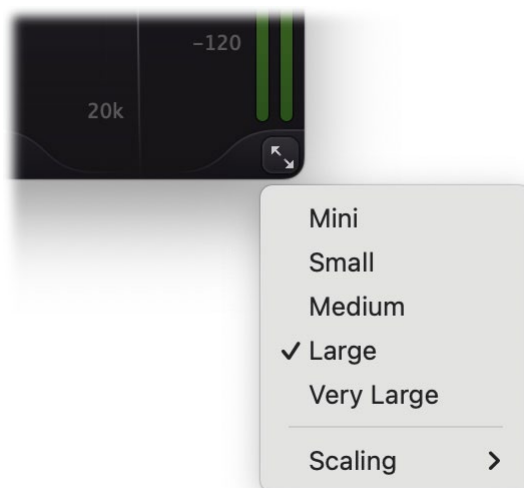 -120
20k
Mini
Small
Medium
✓ Large
Very Large
Scaling